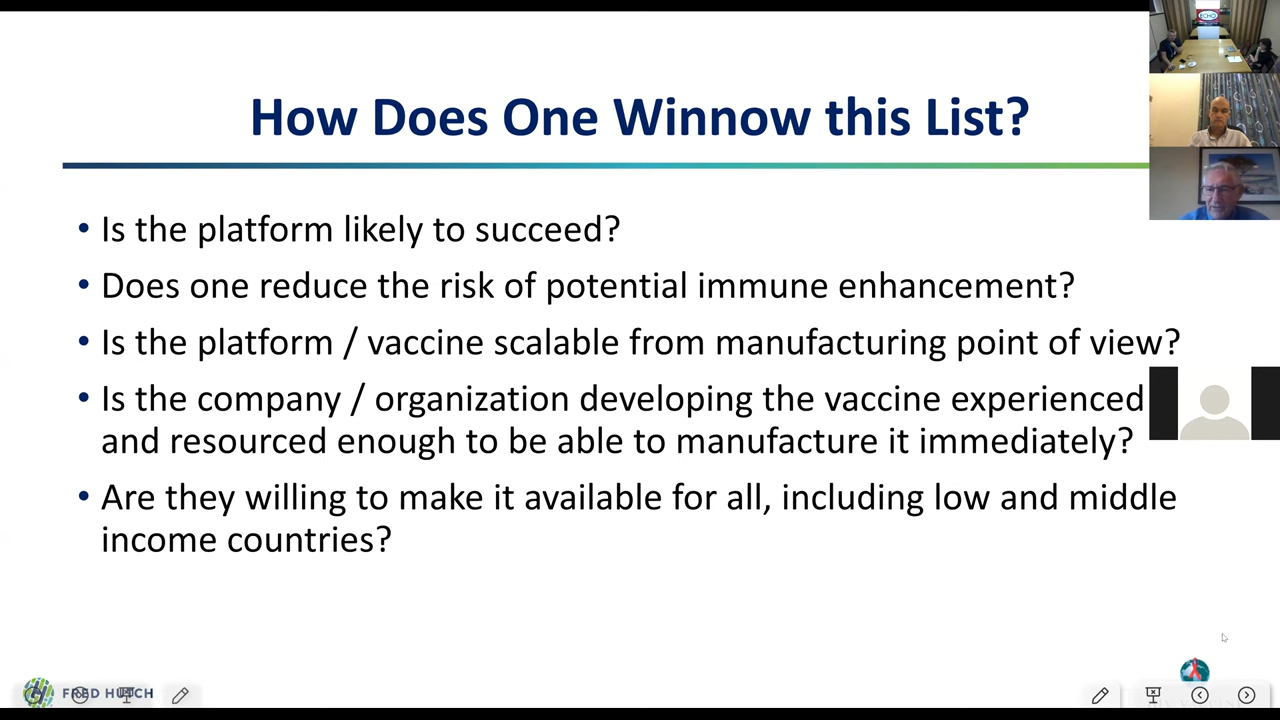 How Does One Winnow this List?
• Is the platform likely to succeed?
• Does one reduce the risk of potential immune enhancement?
• Is the platform / vaccine scalable from manufacturing point of view?
• Is the company / organization developing the vaccine experienced
and resourced enough to be able to manufacture it immediately?
• Are they willing to make it available for all, including low and middle
income countries?
FRED HUTCH
ECHO